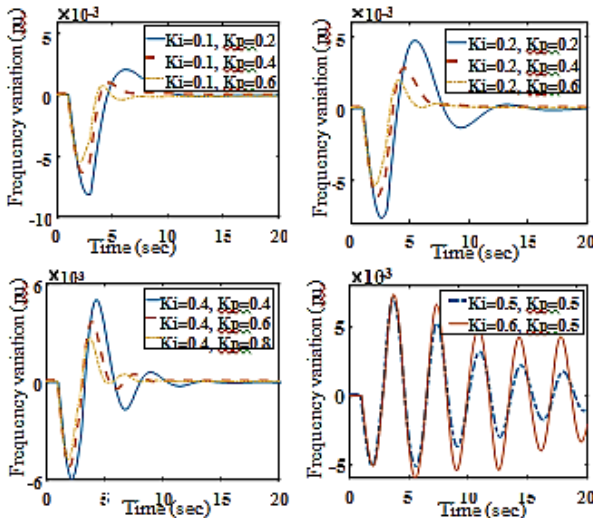 ×10⁻³
Frequency variation (pu)
5
0
-5
-10
Ki=0.1, Kp=0.2
Ki=0.1, Kp=0.4
Ki=0.1, Kp=0.6
0 5 10 15 20
Time (sec)
×10⁻³
Frequency variation (pu)
5
0
-5
Ki=0.2, Kp=0.2
Ki=0.2, Kp=0.4
Ki=0.2, Kp=0.6
0 5 10 15 20
Time (sec)
×10⁻³
Frequency variation (pu)
6
0
-6
Ki=0.4, Kp=0.4
Ki=0.4, Kp=0.6
Ki=0.4, Kp=0.8
0 5 10 15 20
Time (sec)
×10⁻³
Frequency variation (pu)
5
0
-5
Ki=0.5, Kp=0.5
Ki=0.6, Kp=0.5
0 5 10 15 20
Time (sec)